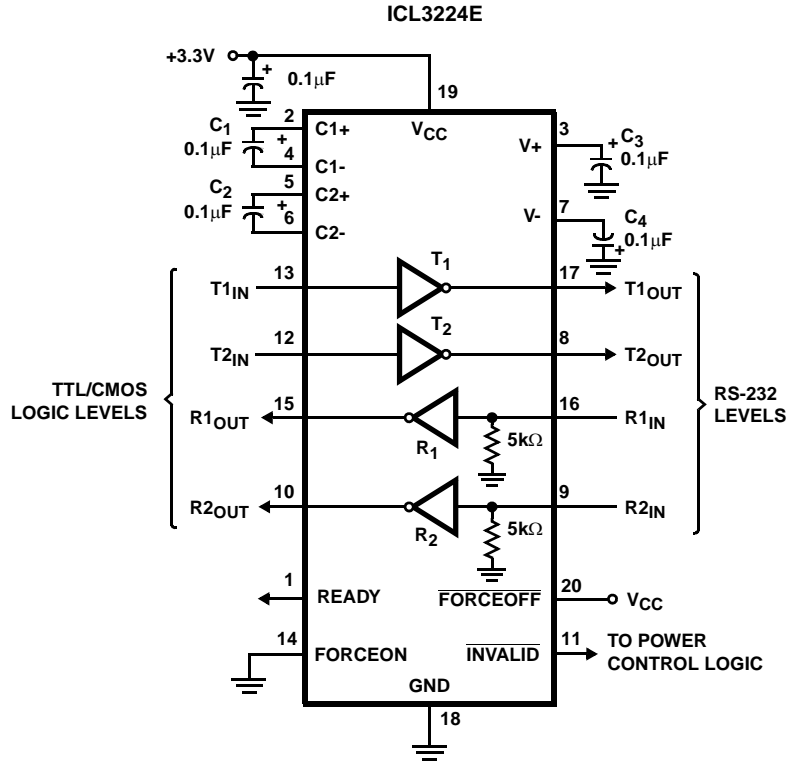 ICL3224E
+3.3V
+
0.1μF
19
VCC
2
C1+
C1
0.1μF
+
4
C1-
5
C2+
C2
0.1μF
+
6
C2-
3
V+
+
C3
0.1μF
7
V-
C4
0.1μF
+
T1IN
13
T1
17
T1OUT
T2IN
12
T2
8
T2OUT
TTL/CMOS
LOGIC LEVELS
R1OUT
15
R1
5kΩ
16
R1IN
RS-232
LEVELS
R2OUT
10
R2
5kΩ
9
R2IN
1
READY
FORCEOFF
20
VCC
14
FORCEON
INVALID
11
TO POWER
CONTROL LOGIC
GND
18